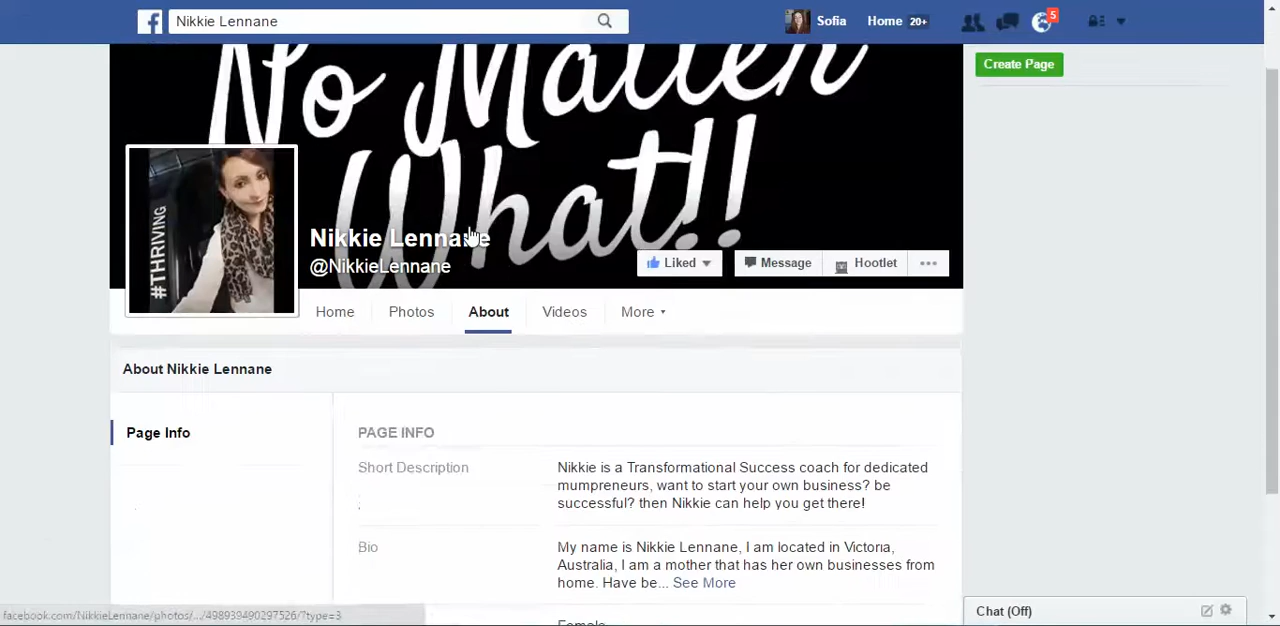 Nikkie Lennane
Sofia
Home 20+
5
No Matter
What!!
#THRIVING
Nikkie Lennane
@NikkieLennane
Liked
Message
Hootlet
Create Page
Home
Photos
About
Videos
More
About Nikkie Lennane
Page Info
PAGE INFO
Short Description
Nikkie is a Transformational Success coach for dedicated
mumpreneurs, want to start your own business? be
successful? then Nikkie can help you get there!
Bio
My name is Nikkie Lennane, I am located in Victoria,
Australia, I am a mother that has her own businesses from
home. Have be... See More
Female
facebook.com/NikkieLennane/photos/.../498939490297526/?type=3
Chat (Off)